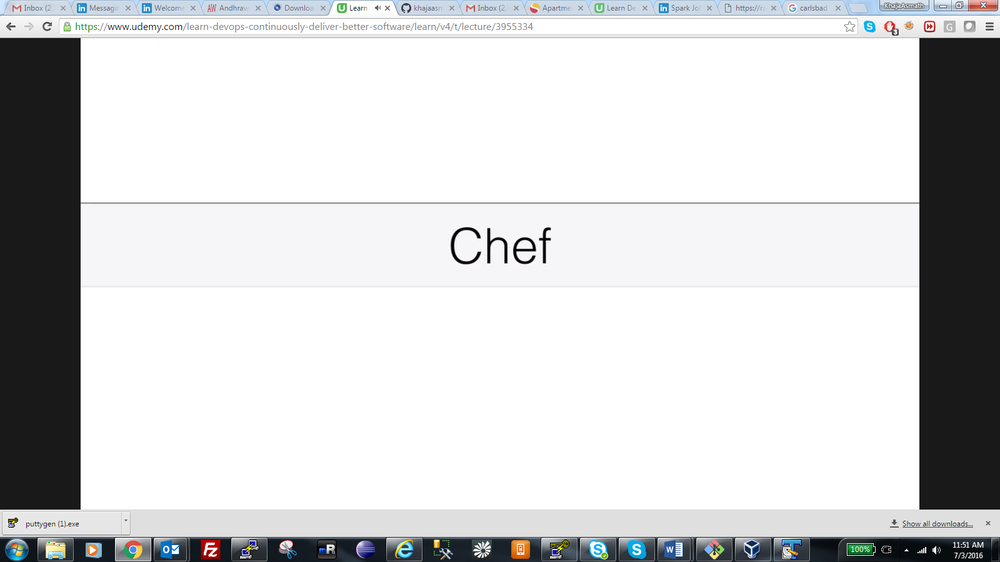 Inbox (2,
Messagin
Welcome
Andhraw
Downloa
Learn
khajaasm
Inbox (2,
Apartme
Learn De
Spark Jo
https://ra
carlsbad
KhajaAsmath
https://www.udemy.com/learn-devops-continuously-deliver-better-software/learn/v4/t/lecture/3955334
3
G
Chef
puttygen (1).exe
Show all downloads...
100%
11:51 AM
7/3/2016